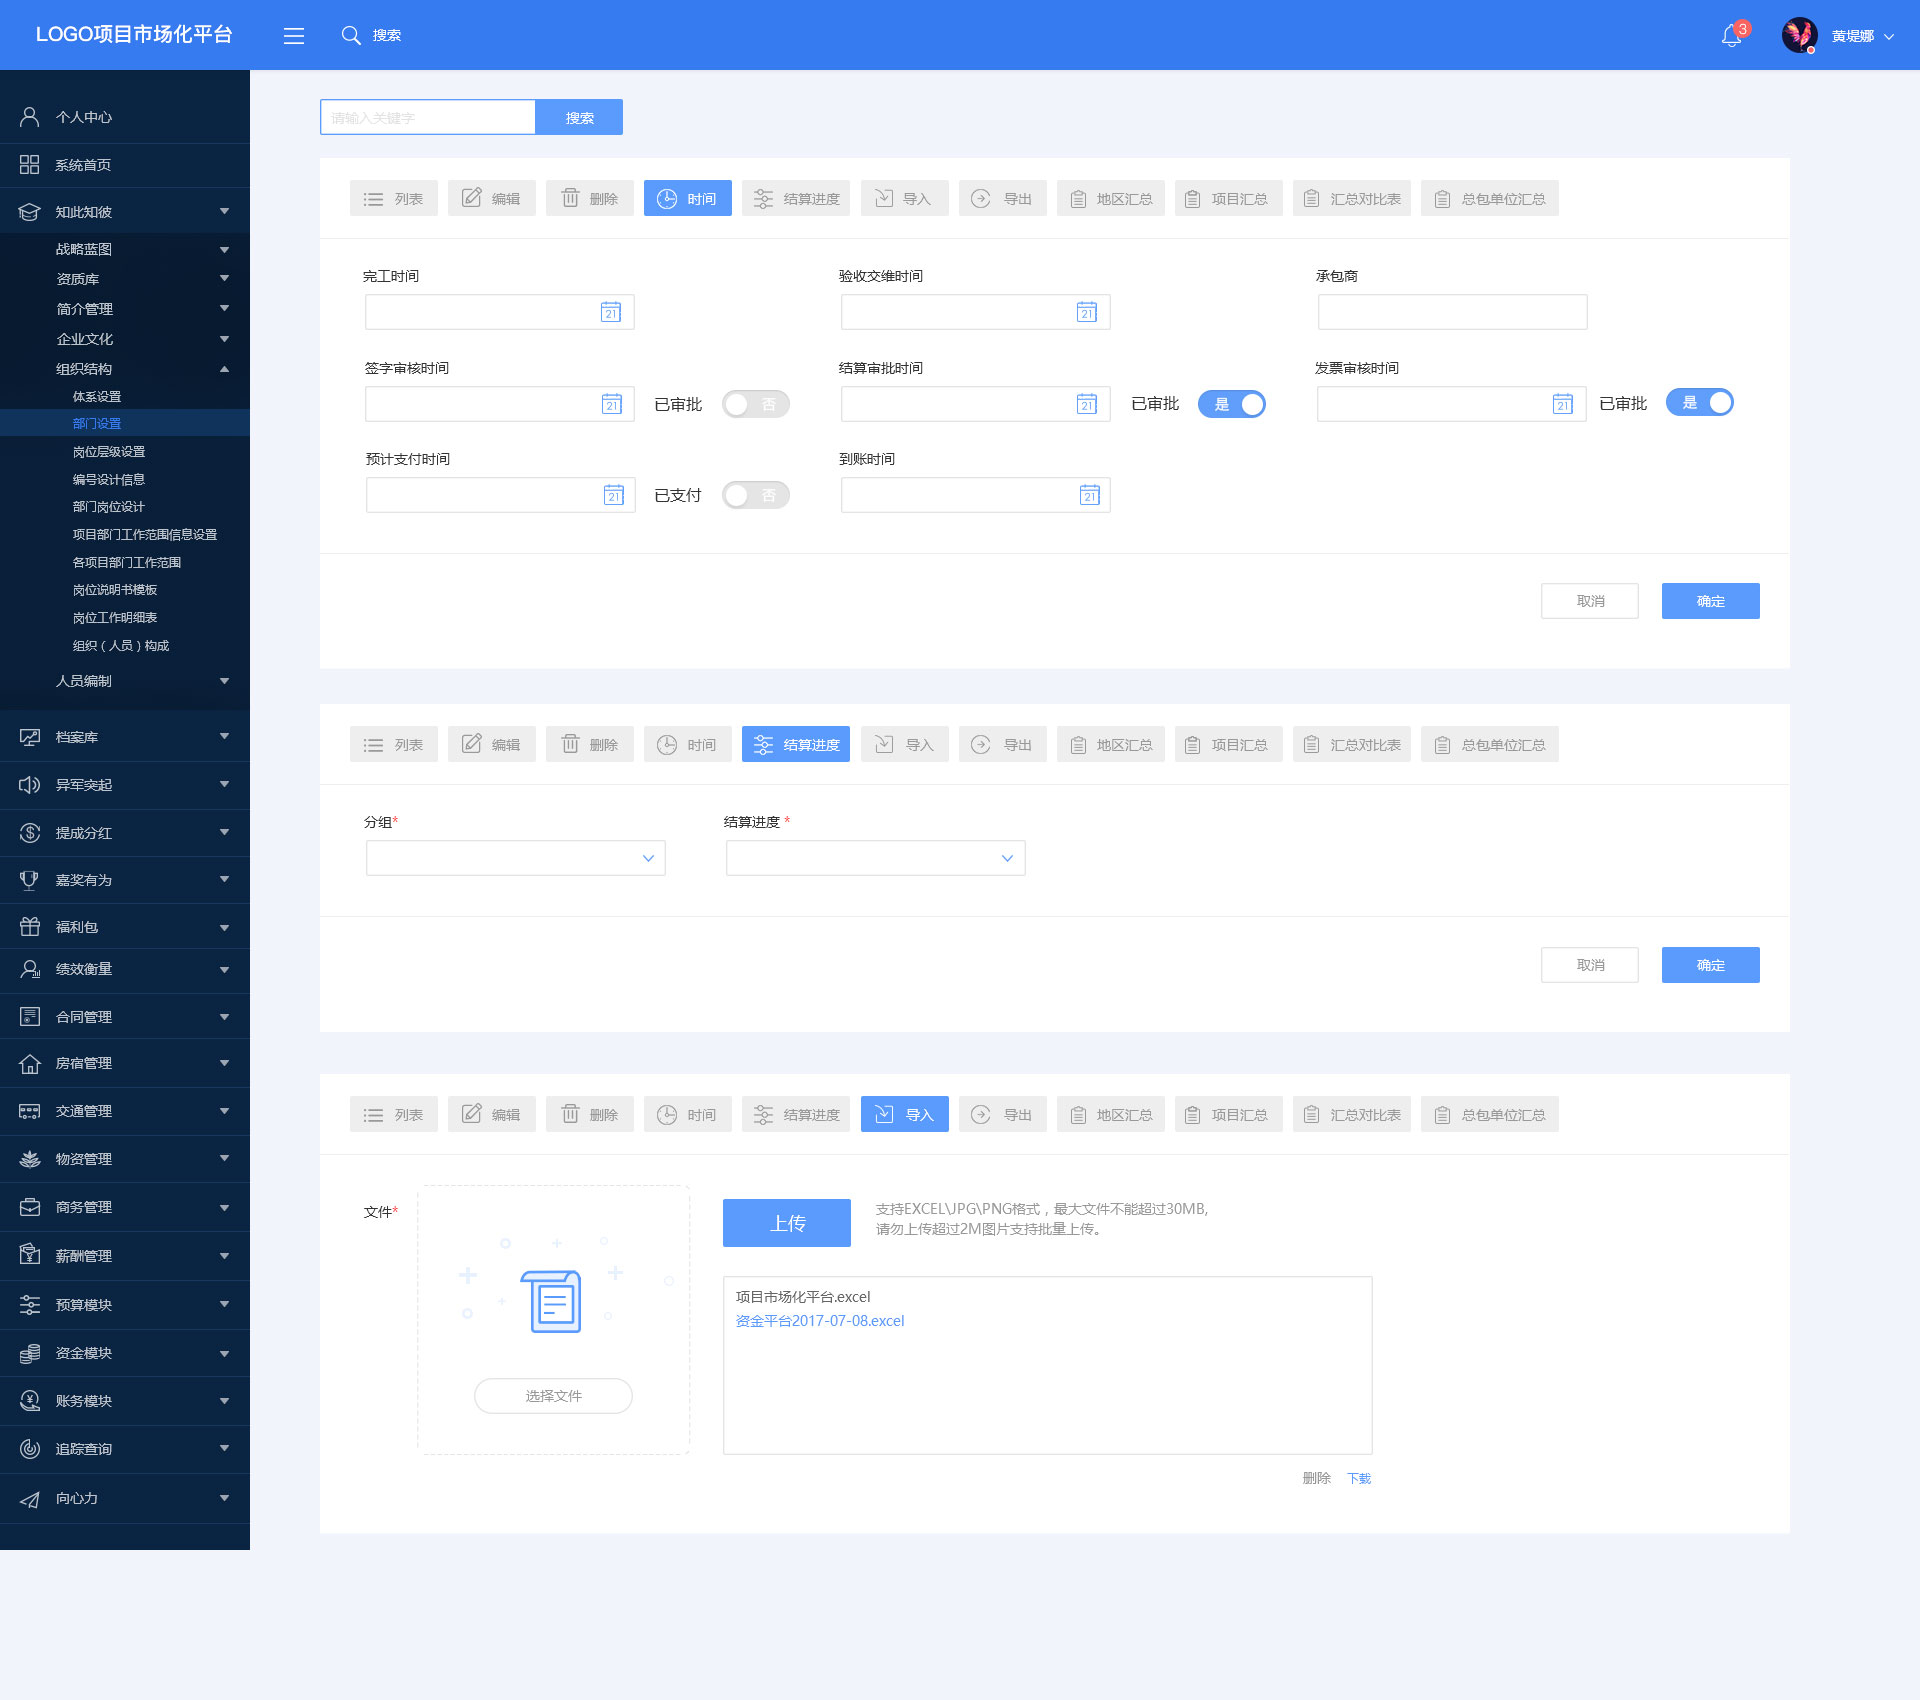 LOGO项目市场化平台
搜索
3
黄堤娜
个人中心
系统首页
知此知彼
战略蓝图
资质库
简介管理
企业文化
组织结构
体系设置
部门设置
岗位层级设置
编号设计信息
部门岗位设计
项目部门工作范围信息设置
各项目部门工作范围
岗位说明书模板
岗位工作明细表
组织（人员）构成
人员编制
档案库
异军突起
提成分红
嘉奖有为
福利包
绩效衡量
合同管理
房宿管理
交通管理
物资管理
商务管理
薪酬管理
预算模块
资金模块
账务模块
追踪查询
向心力
请输入关键字 搜索
列表 编辑 删除 时间 结算进度 导入 导出 地区汇总 项目汇总 汇总对比表 总包单位汇总
完工时间 验收交维时间 承包商
21 21
签字审核时间 结算审批时间 发票审核时间
21 已审批 否 21 已审批 是 21 已审批 是
预计支付时间 到账时间
21 已支付 否 21
取消 确定
列表 编辑 删除 时间 结算进度 导入 导出 地区汇总 项目汇总 汇总对比表 总包单位汇总
分组* 结算进度 *
取消 确定
列表 编辑 删除 时间 结算进度 导入 导出 地区汇总 项目汇总 汇总对比表 总包单位汇总
文件*
选择文件
上传
支持EXCEL\JPG\PNG格式，最大文件不能超过30MB,
请勿上传超过2M图片支持批量上传。
项目市场化平台.excel
资金平台2017-07-08.excel
删除 下载